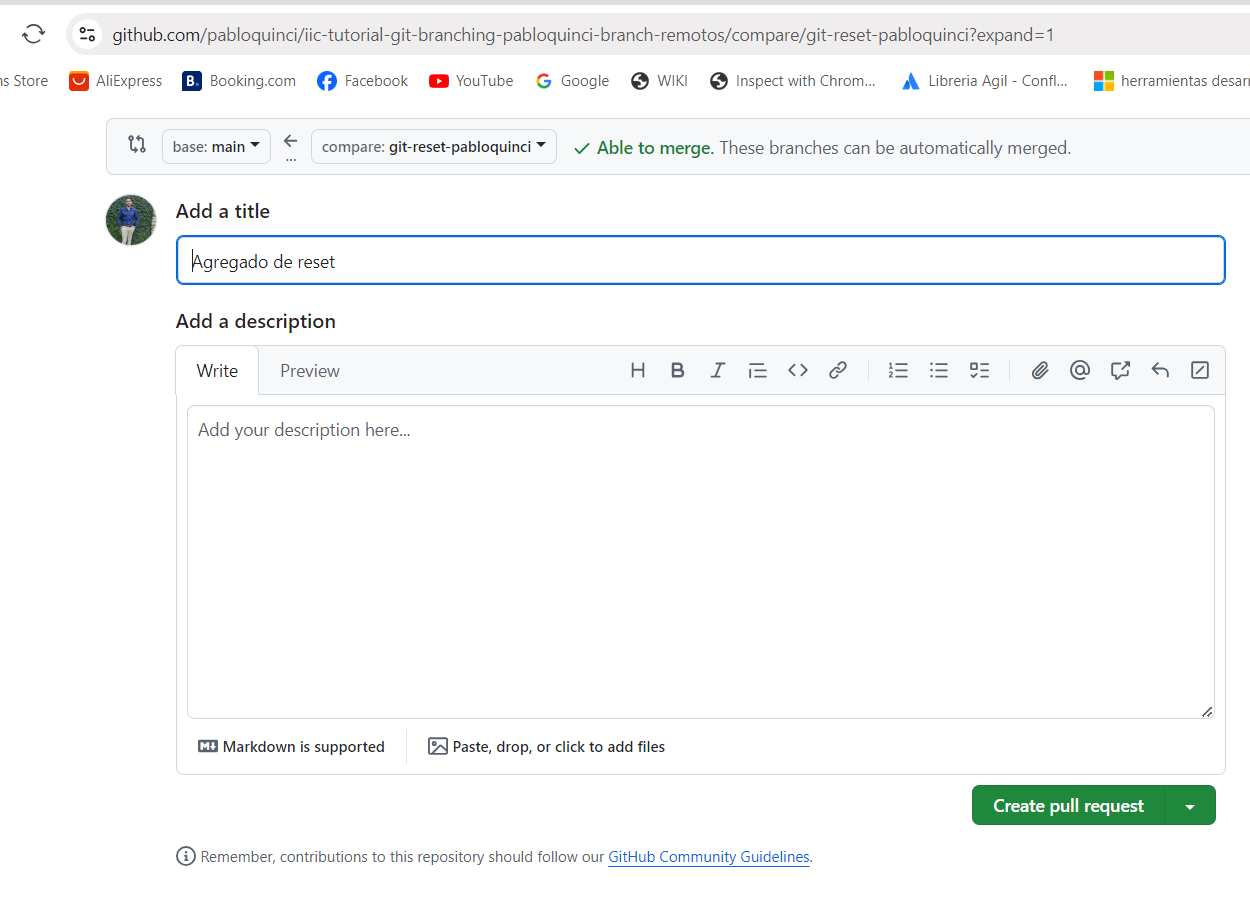 github.com/pabloquinci/iic-tutorial-git-branching-pabloquinci-branch-remotos/compare/git-reset-pabloquinci?expand=1
ns Store AliExpress B. Booking.com Facebook YouTube Google WIKI Inspect with Chrom... Libreria Agil - Confl... herramientas desarr
base: main ... compare: git-reset-pabloquinci Able to merge. These branches can be automatically merged.
Add a title
Agregado de reset
Add a description
Write Preview
Add your description here...
Markdown is supported Paste, drop, or click to add files
Create pull request
Remember, contributions to this repository should follow our GitHub Community Guidelines.